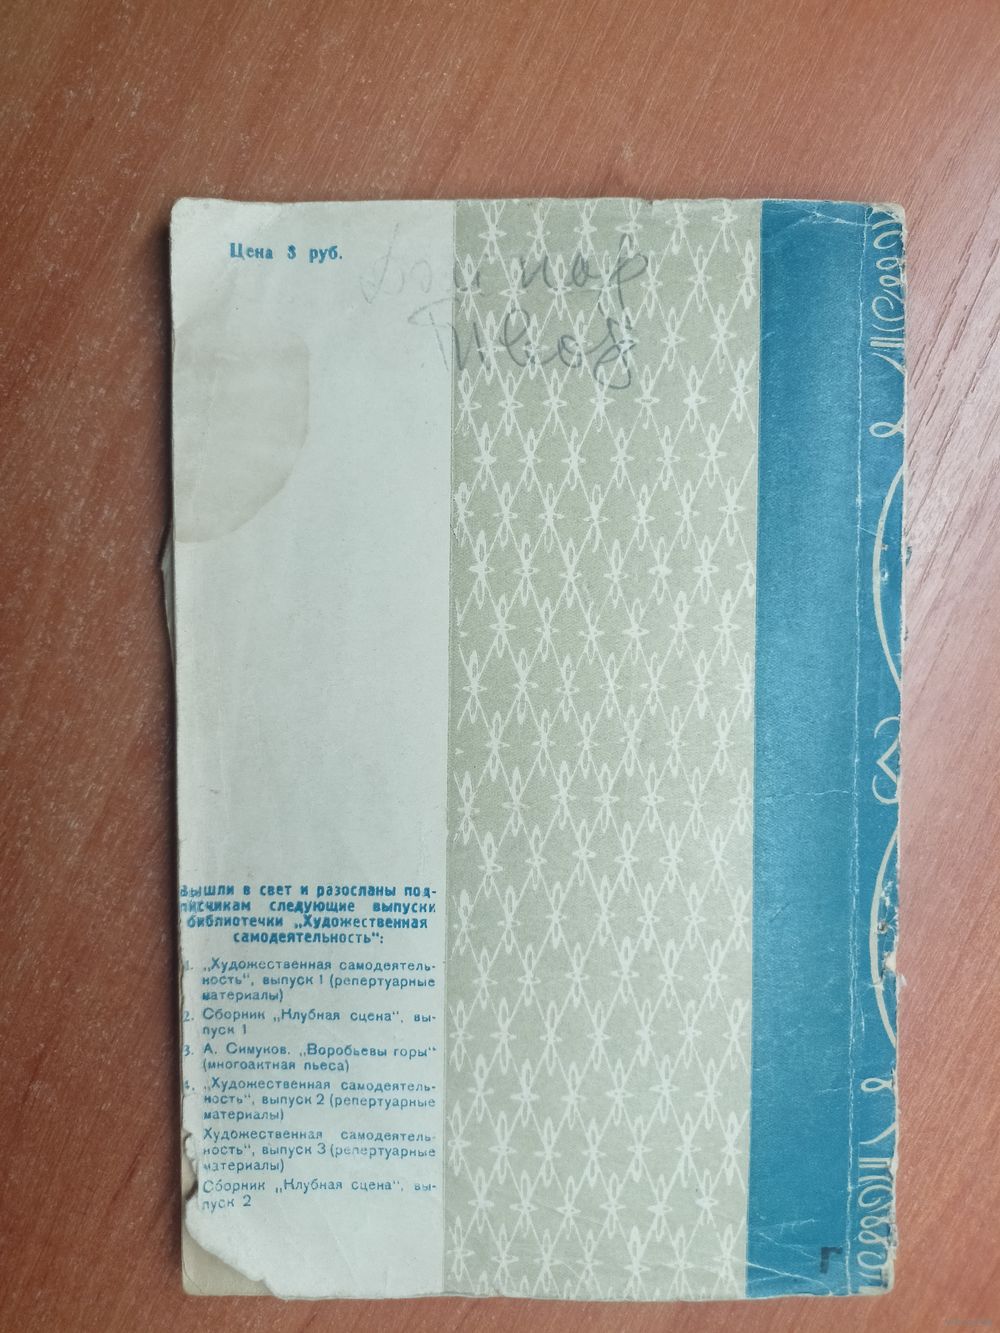 Цена 3 руб.
Вышли в свет и разосланы под-
писчикам следующие выпуски
библиотечки „Художественная
самодеятельность“:
1. „Художественная самодеятель-
ность“, выпуск 1 (репертуарные
материалы)
2. Сборник „Клубная сцена“, вы-
пуск 1
3. А. Симуков. „Воробьевы горы“
(многоактная пьеса)
4. „Художественная самодеятель-
ность“, выпуск 2 (репертуарные
материалы)
Художественная самодеятель-
ность“, выпуск 3 (репертуарные
материалы)
Сборник „Клубная сцена“, вы-
пуск 2
Г